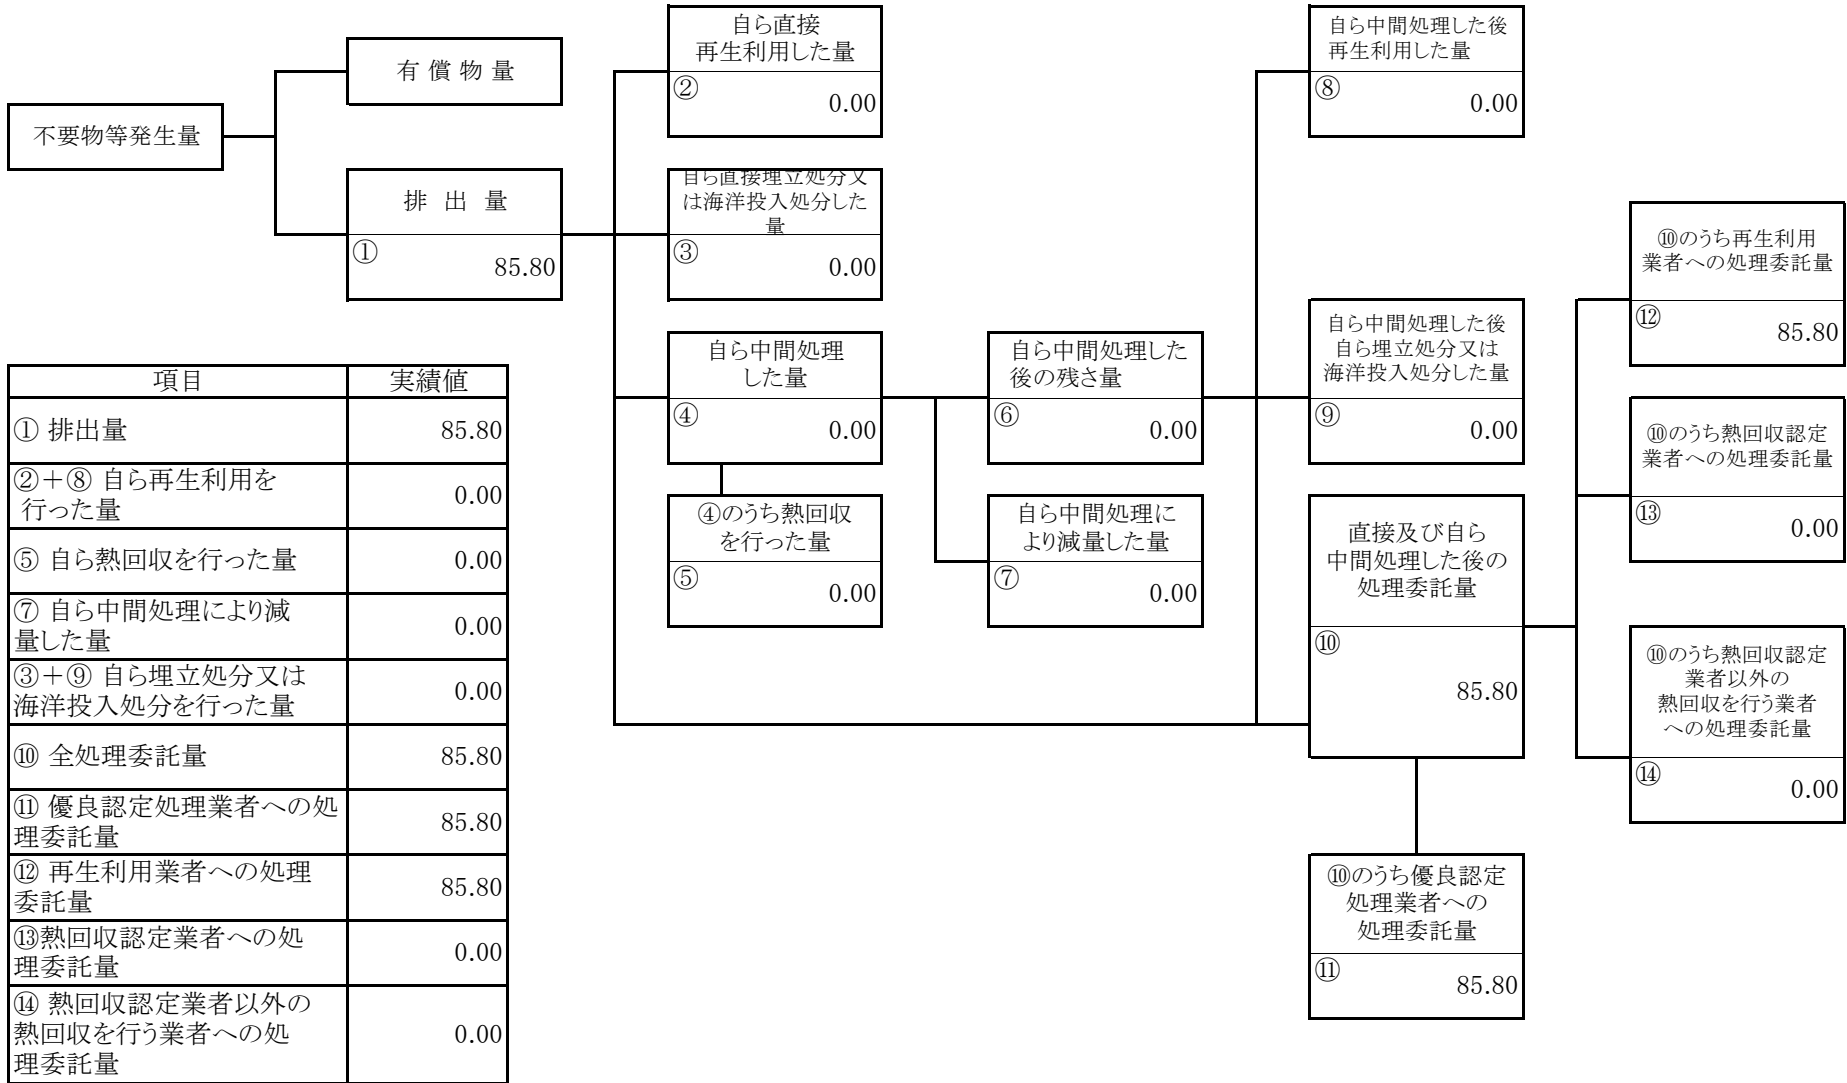 不要物等発生量
有 償 物 量
排 出 量
①
85.80
自ら直接
再生利用した量
②
0.00
自ら直接埋立処分又
は海洋投入処分した
量
③
0.00
自ら中間処理
した量
④
0.00
④のうち熱回収
を行った量
⑤
0.00
自ら中間処理した
後の残さ量
⑥
0.00
自ら中間処理に
より減量した量
⑦
0.00
自ら中間処理した後
再生利用した量
⑧
0.00
自ら中間処理した後
自ら埋立処分又は
海洋投入処分した量
⑨
0.00
直接及び自ら
中間処理した後の
処理委託量
⑩
85.80
⑩のうち優良認定
処理業者への
処理委託量
⑪
85.80
⑩のうち再生利用
業者への処理委託量
⑫
85.80
⑩のうち熱回収認定
業者への処理委託量
⑬
0.00
⑩のうち熱回収認定
業者以外の
熱回収を行う業者
への処理委託量
⑭
0.00
項目 実績値
① 排出量 85.80
②+⑧ 自ら再生利用を
行った量
0.00
⑤ 自ら熱回収を行った量 0.00
⑦ 自ら中間処理により減
量した量
0.00
③+⑨ 自ら埋立処分又は
海洋投入処分を行った量
0.00
⑩ 全処理委託量 85.80
⑪ 優良認定処理業者への処
理委託量
85.80
⑫ 再生利用業者への処理
委託量
85.80
⑬熱回収認定業者への処
理委託量
0.00
⑭ 熱回収認定業者以外の
熱回収を行う業者への処
理委託量
0.00